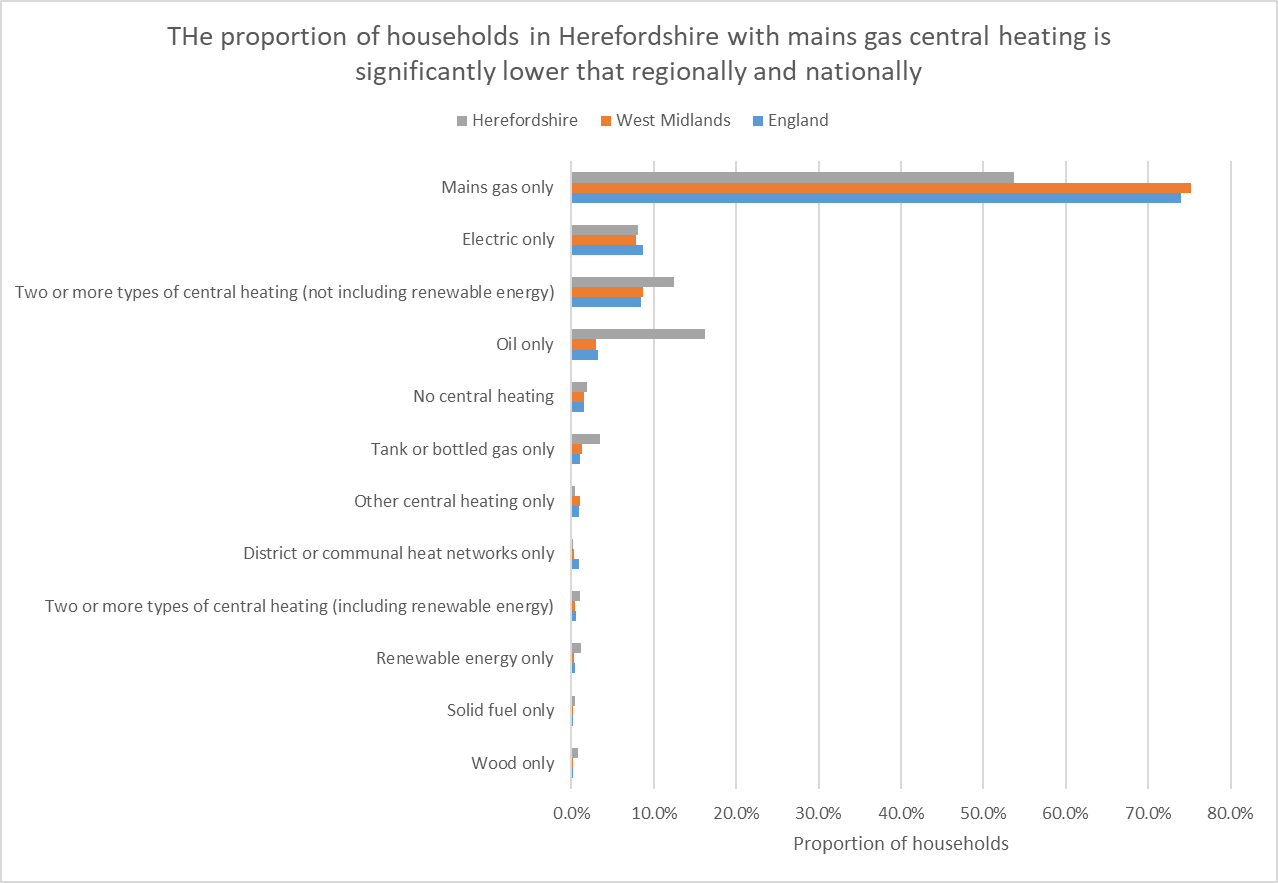 THe proportion of households in Herefordshire with mains gas central heating is
significantly lower that regionally and nationally
Herefordshire West Midlands England
Mains gas only
Electric only
Two or more types of central heating (not including renewable energy)
Oil only
No central heating
Tank or bottled gas only
Other central heating only
District or communal heat networks only
Two or more types of central heating (including renewable energy)
Renewable energy only
Solid fuel only
Wood only
0.0% 10.0% 20.0% 30.0% 40.0% 50.0% 60.0% 70.0% 80.0%
Proportion of households